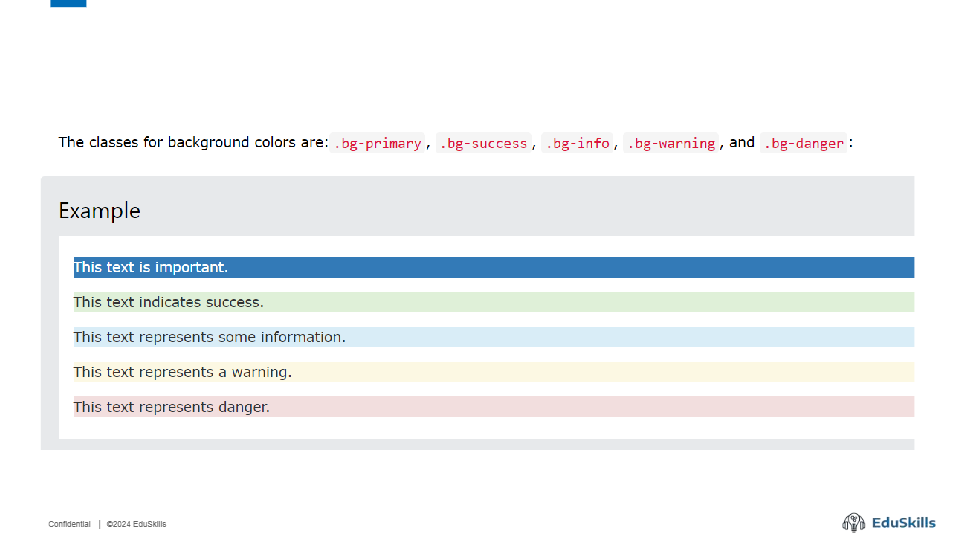 The classes for background colors are: .bg-primary, .bg-success, .bg-info, .bg-warning, and .bg-danger:
Example
This text is important.
This text indicates success.
This text represents some information.
This text represents a warning.
This text represents danger.
Confidential | ©2024 EduSkills
EduSkills